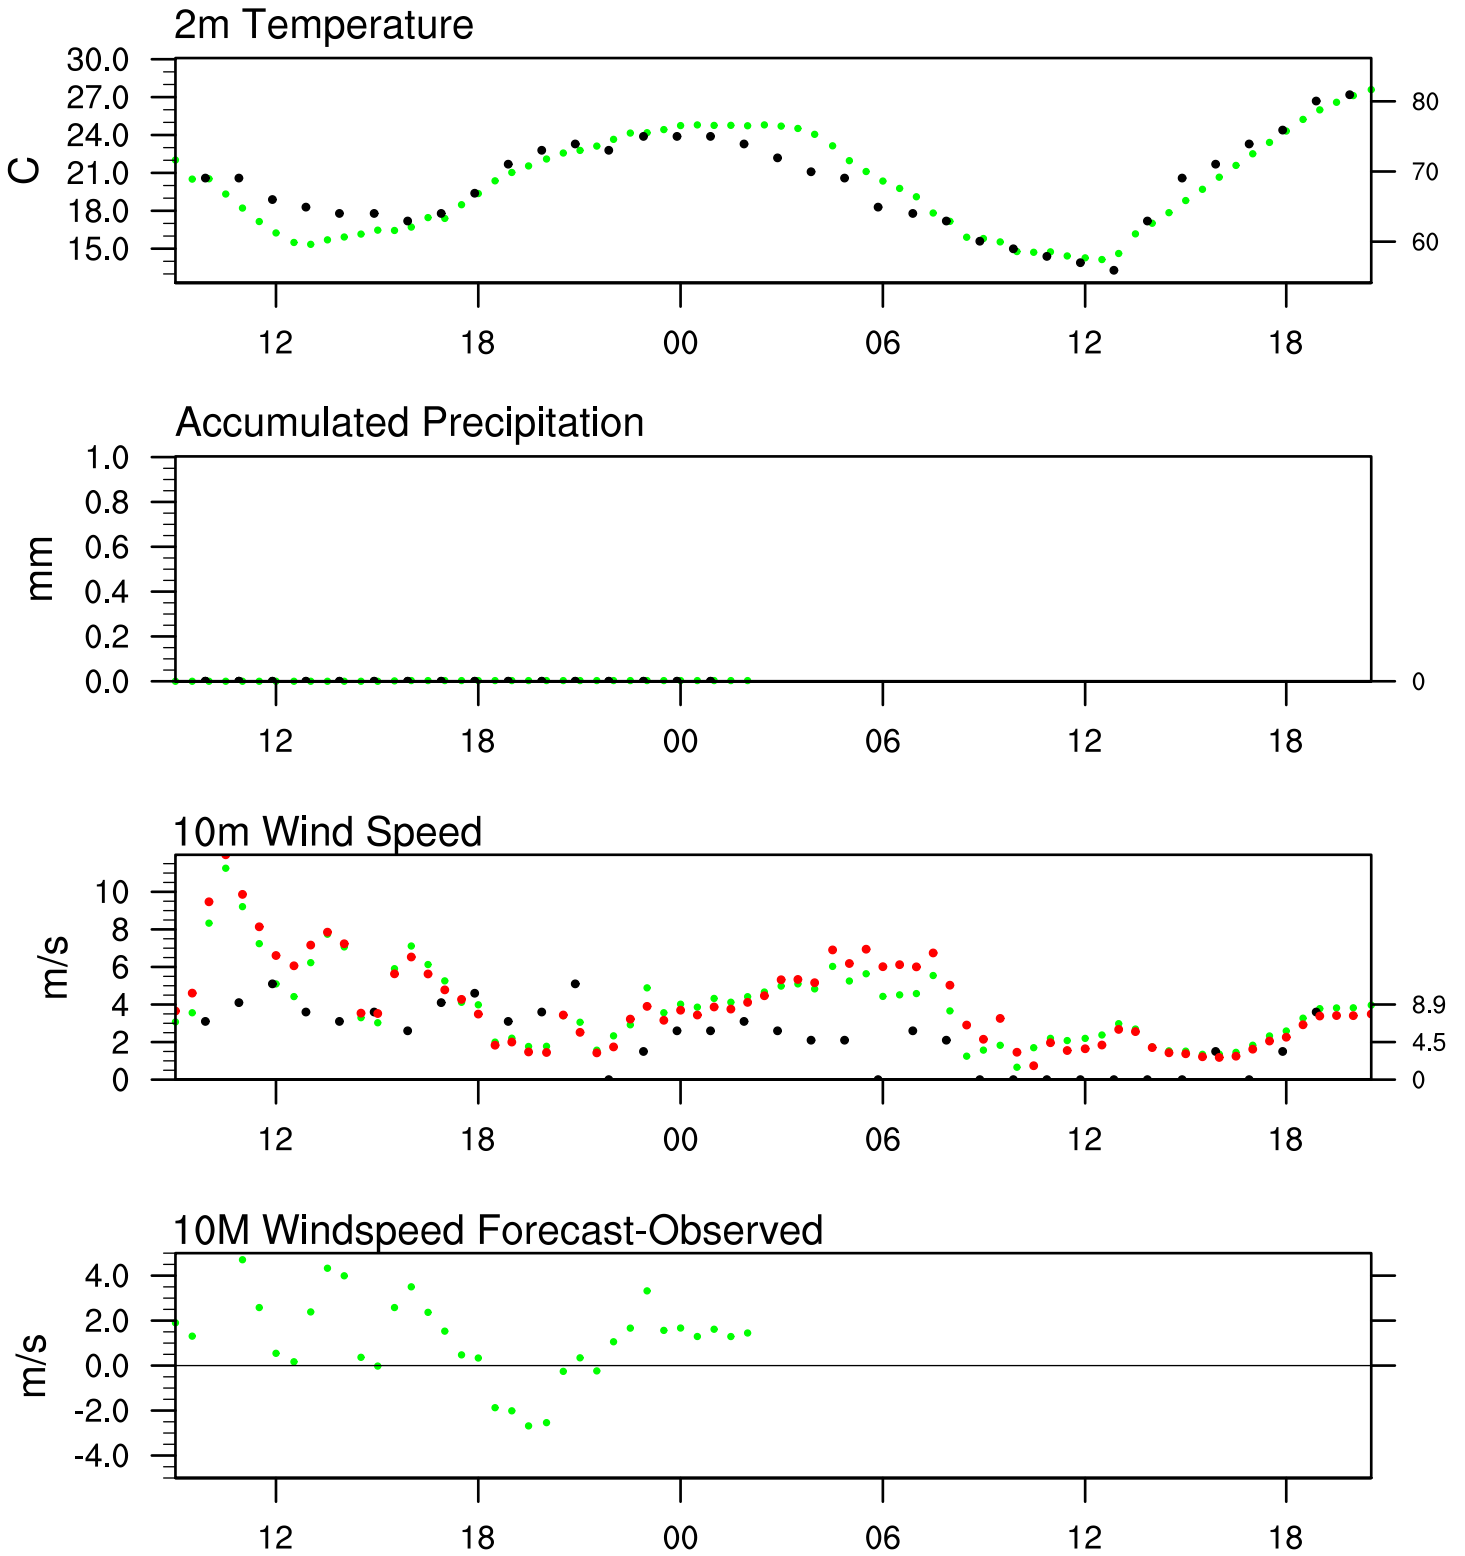 2m Temperature
30.0
27.0
24.0
21.0
18.0
15.0
C
80
70
60
12 18 00 06 12 18
Accumulated Precipitation
1.0
0.8
0.6
0.4
0.2
0.0
mm
0
12 18 00 06 12 18
10m Wind Speed
10
8
6
4
2
0
m/s
8.9
4.5
0
12 18 00 06 12 18
10M Windspeed Forecast-Observed
4.0
2.0
0.0
-2.0
-4.0
m/s
12 18 00 06 12 18